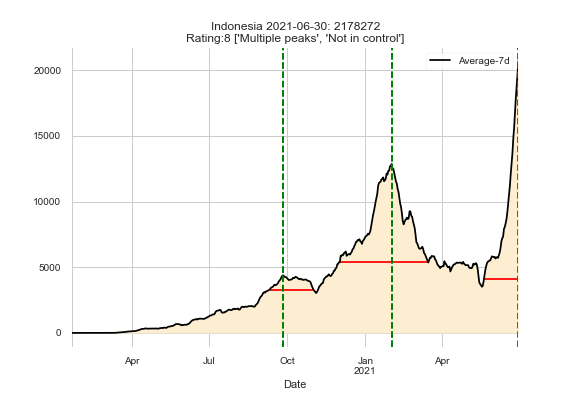 Indonesia 2021-06-30: 2178272
Rating:8 ['Multiple peaks', 'Not in control']
Average-7d
20000
15000
10000
5000
0
Apr
Jul
Oct
Jan
2021
Apr
Date